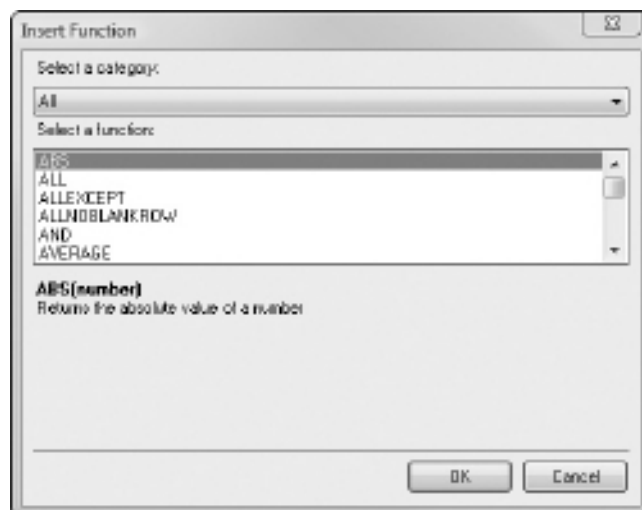 Insert Function
Select a category:
All
Select a function:
ABS
ALL
ALLEXCEPT
ALLNOBLANKROW
AND
AVERAGE
ABS(number)
Returns the absolute value of a number
OK
Cancel